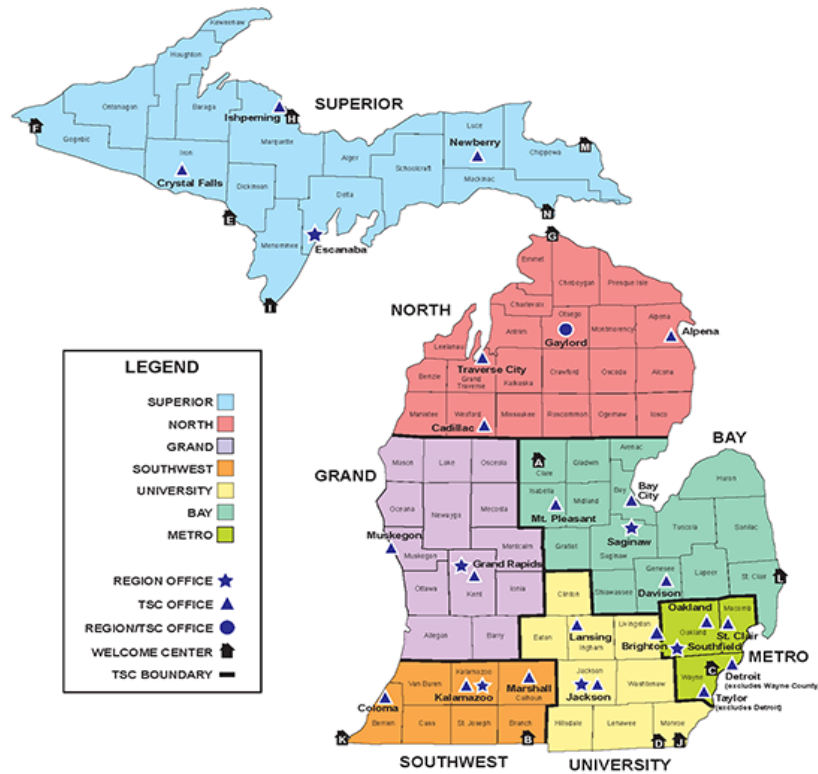 SUPERIOR
Keweenaw
Houghton
Ontonagon
Baraga
Gogebic
Ishpeming
H
F
Marquette
Iron
Crystal Falls
Dickinson
E
Alger
Delta
Schoolcraft
Luce
Newberry
Mackinac
Chippewa
M
N
Menominee
Escanaba
I
G
NORTH
Emmet
Cheboygan
Presque Isle
Charlevoix
Otsego
Gaylord
Antrim
Montmorency
Alpena
Alpena
Leelanau
Traverse City
Benzie
Grand
Traverse
Kalkaska
Crawford
Oscoda
Alcona
Manistee
Wexford
Cadillac
Missaukee
Roscommon
Ogemaw
Iosco
LEGEND
SUPERIOR
NORTH
GRAND
SOUTHWEST
UNIVERSITY
BAY
METRO
REGION OFFICE
TSC OFFICE
REGION/TSC OFFICE
WELCOME CENTER
TSC BOUNDARY
GRAND
Mason
Lake
Osceola
Oceana
Newaygo
Mecosta
Muskegon
Muskegon
Montcalm
Grand Rapids
Ottawa
Kent
Ionia
Allegan
Barry
BAY
A
Clare
Gladwin
Arenac
Isabella
Midland
Bay
Bay
City
Mt. Pleasant
Huron
Gratiot
Saginaw
Saginaw
Tuscola
Sanilac
Genesee
Davison
Lapeer
St. Clair
L
Shiawassee
Clinton
Eaton
Lansing
Ingham
Livingston
Brighton
Oakland
Oakland
Macomb
St. Clair
Southfield
METRO
Wayne
C
Detroit
(excludes Wayne County)
Taylor
(excludes Detroit)
Van Buren
Kalamazoo
Kalamazoo
Marshall
Calhoun
Jackson
Jackson
Washtenaw
Coloma
Berrien
Cass
St. Joseph
Branch
Hillsdale
Lenawee
Monroe
K
B
D
J
SOUTHWEST
UNIVERSITY